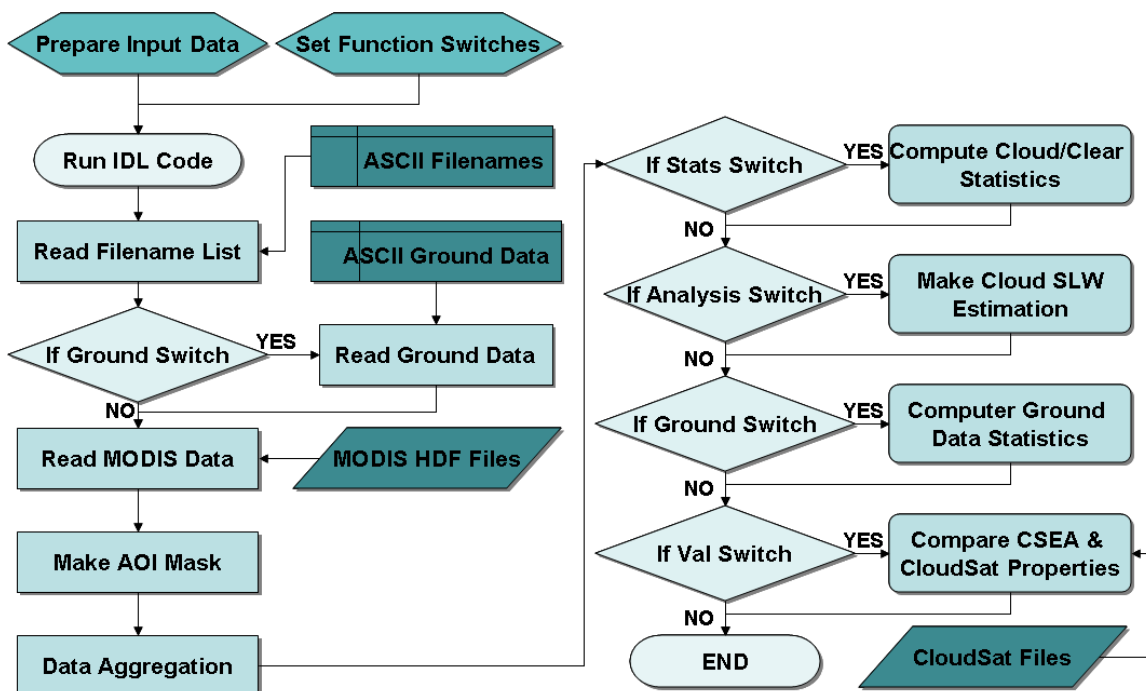 Prepare Input Data
Set Function Switches
Run IDL Code
ASCII Filenames
Read Filename List
ASCII Ground Data
If Ground Switch
YES
Read Ground Data
NO
Read MODIS Data
MODIS HDF Files
Make AOI Mask
Data Aggregation
If Stats Switch
YES
Compute Cloud/Clear
Statistics
NO
If Analysis Switch
YES
Make Cloud SLW
Estimation
NO
If Ground Switch
YES
Computer Ground
Data Statistics
NO
If Val Switch
YES
Compare CSEA &
CloudSat Properties
NO
END
CloudSat Files